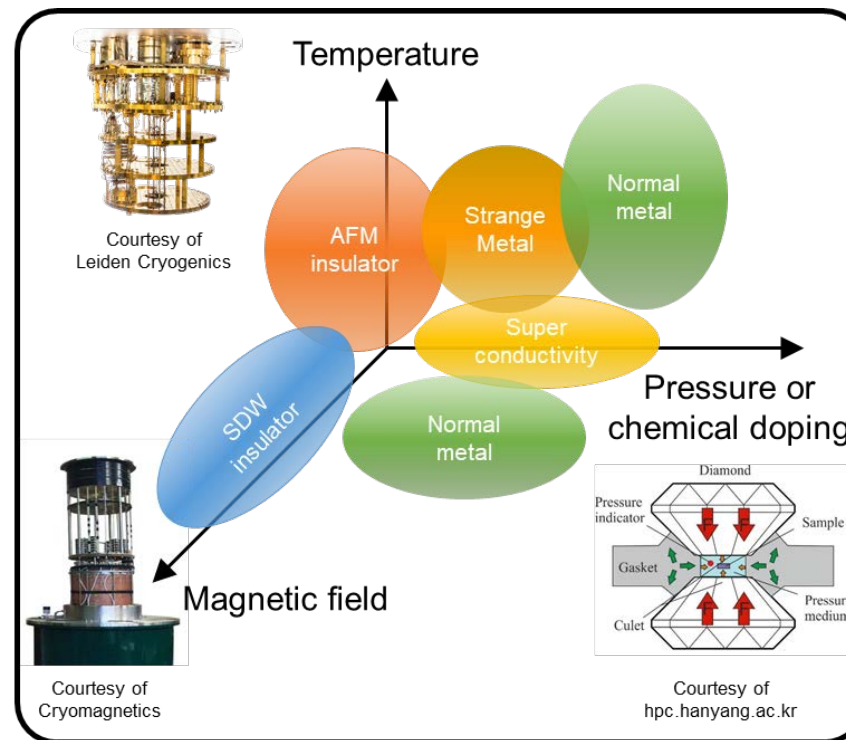 Temperature
Courtesy of
Leiden Cryogenics
AFM
insulator
Strange
Metal
Normal
metal
Super
conductivity
SDW
insulator
Normal
metal
Pressure or
chemical doping
Magnetic field
Courtesy of
Cryomagnetics
Diamond
Pressure
indicator
Sample
Gasket
Culet
Pressure
medium
Courtesy of
hpc.hanyang.ac.kr